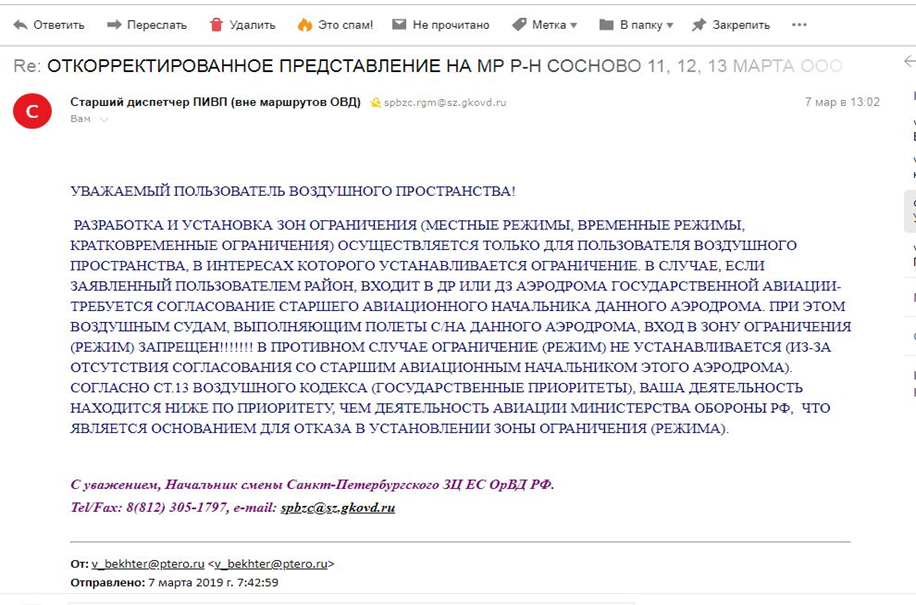 Ответить Переслать Удалить Это спам! Не прочитано Метка В папку Закрепить
Re: ОТКОРРЕКТИРОВАННОЕ ПРЕДСТАВЛЕНИЕ НА МР Р-Н СОСНОВО 11, 12, 13 МАРТА ООО
С
Старший диспетчер ПИВП (вне маршрутов ОВД) spbzc.rgm@sz.gkovd.ru 7 мар в 13:02
Вам
УВАЖАЕМЫЙ ПОЛЬЗОВАТЕЛЬ ВОЗДУШНОГО ПРОСТРАНСТВА!
РАЗРАБОТКА И УСТАНОВКА ЗОН ОГРАНИЧЕНИЯ (МЕСТНЫЕ РЕЖИМЫ, ВРЕМЕННЫЕ РЕЖИМЫ,
КРАТКОВРЕМЕННЫЕ ОГРАНИЧЕНИЯ) ОСУЩЕСТВЛЯЕТСЯ ТОЛЬКО ДЛЯ ПОЛЬЗОВАТЕЛЯ ВОЗДУШНОГО
ПРОСТРАНСТВА, В ИНТЕРЕСАХ КОТОРОГО УСТАНАВЛИВАЕТСЯ ОГРАНИЧЕНИЕ. В СЛУЧАЕ, ЕСЛИ
ЗАЯВЛЕННЫЙ ПОЛЬЗОВАТЕЛЕМ РАЙОН, ВХОДИТ В ДР ИЛИ ДЗ АЭРОДРОМА ГОСУДАРСТВЕННОЙ АВИАЦИИ-
ТРЕБУЕТСЯ СОГЛАСОВАНИЕ СТАРШЕГО АВИАЦИОННОГО НАЧАЛЬНИКА ДАННОГО АЭРОДРОМА. ПРИ ЭТОМ
ВОЗДУШНЫМ СУДАМ, ВЫПОЛНЯЮЩИМ ПОЛЕТЫ С/НА ДАННОГО АЭРОДРОМА, ВХОД В ЗОНУ ОГРАНИЧЕНИЯ
(РЕЖИМ) ЗАПРЕЩЕН!!!!!!! В ПРОТИВНОМ СЛУЧАЕ ОГРАНИЧЕНИЕ (РЕЖИМ) НЕ УСТАНАВЛИВАЕТСЯ (ИЗ-ЗА
ОТСУТСТВИЯ СОГЛАСОВАНИЯ СО СТАРШИМ АВИАЦИОННЫМ НАЧАЛЬНИКОМ ЭТОГО АЭРОДРОМА).
СОГЛАСНО СТ.13 ВОЗДУШНОГО КОДЕКСА (ГОСУДАРСТВЕННЫЕ ПРИОРИТЕТЫ), ВАША ДЕЯТЕЛЬНОСТЬ
НАХОДИТСЯ НИЖЕ ПО ПРИОРИТЕТУ, ЧЕМ ДЕЯТЕЛЬНОСТЬ АВИАЦИИ МИНИСТЕРСТВА ОБОРОНЫ РФ, ЧТО
ЯВЛЯЕТСЯ ОСНОВАНИЕМ ДЛЯ ОТКАЗА В УСТАНОВЛЕНИИ ЗОНЫ ОГРАНИЧЕНИЯ (РЕЖИМА).
С уважением, Начальник смены Санкт-Петербургского ЗЦ ЕС ОрВД РФ.
Tel/Fax: 8(812) 305-1797, e-mail: spbzc@sz.gkovd.ru
От: v_bekhter@ptero.ru <v_bekhter@ptero.ru>
Отправлено: 7 марта 2019 г. 7:42:59